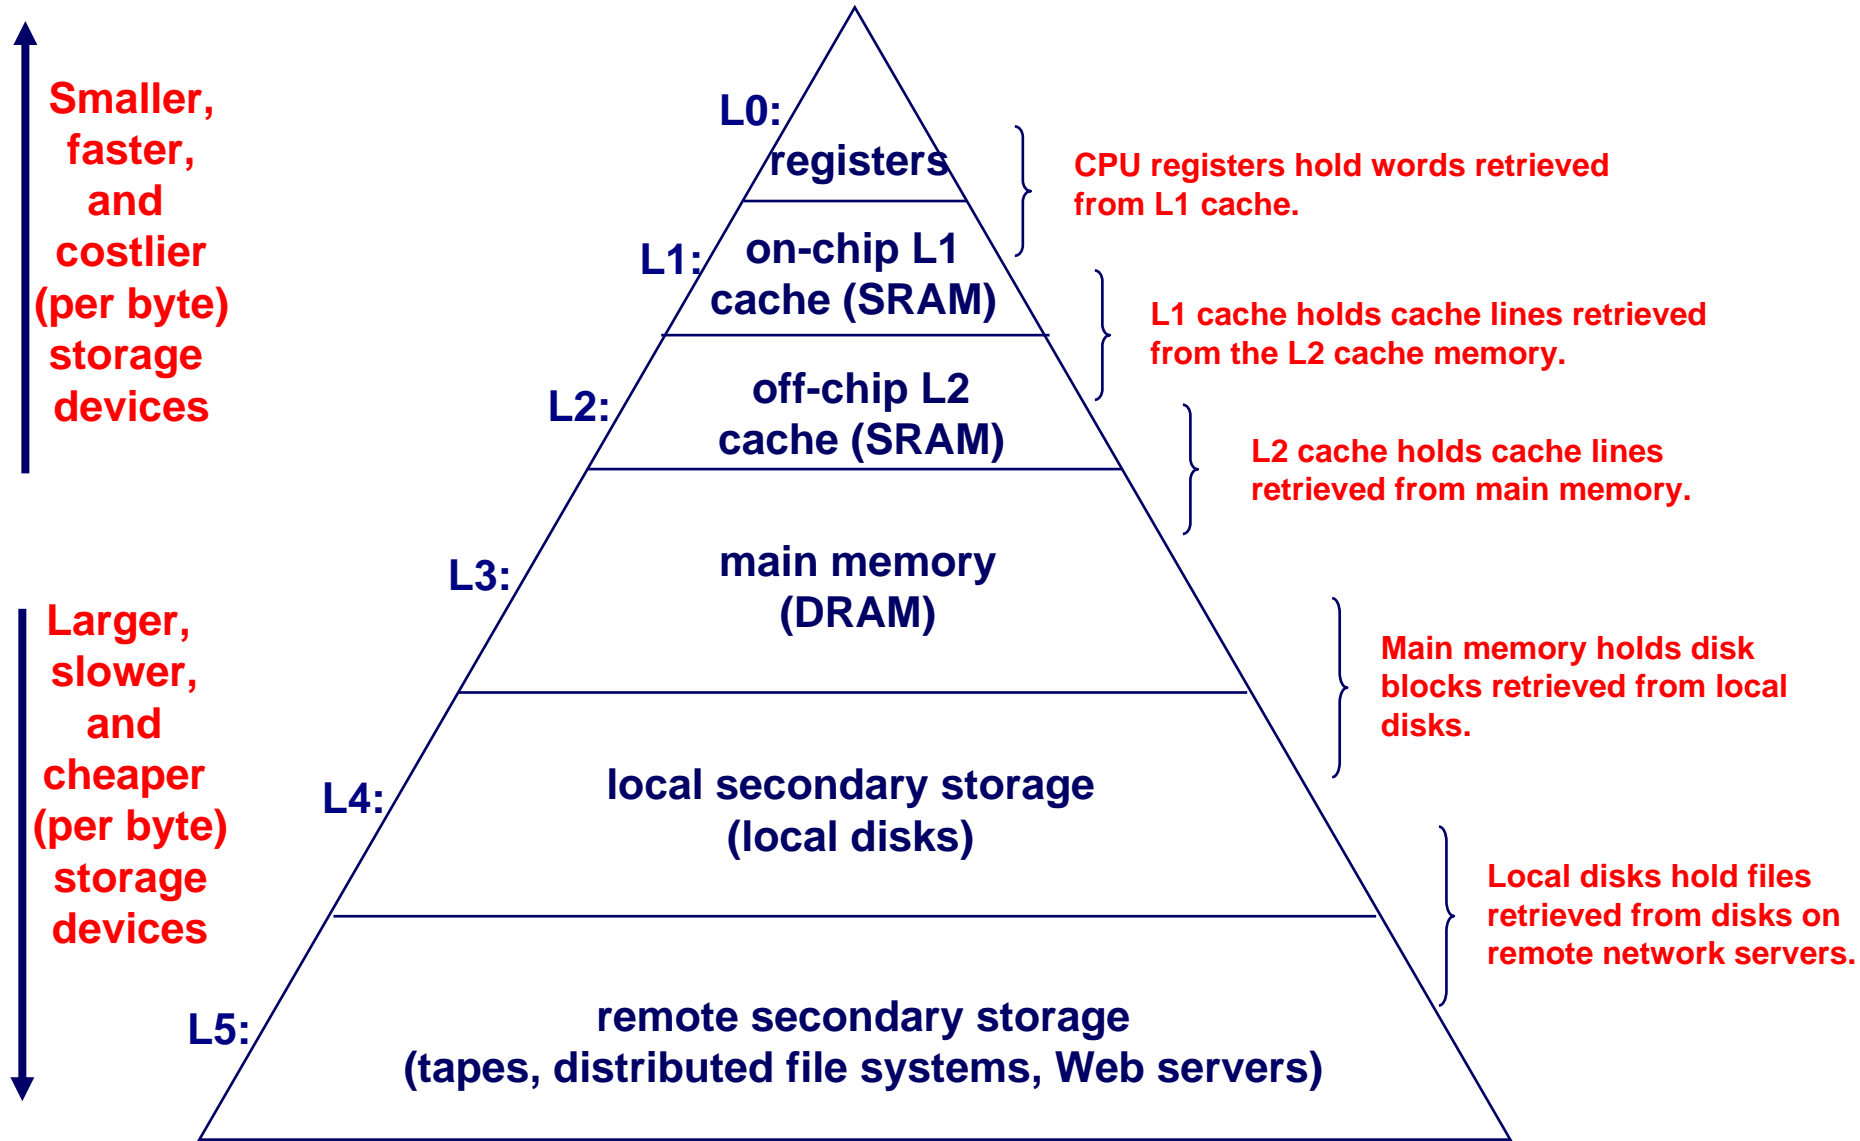 Smaller,
faster,
and
costlier
(per byte)
storage
devices
Larger,
slower,
and
cheaper
(per byte)
storage
devices
L0:
registers
CPU registers hold words retrieved
from L1 cache.
L1:
on-chip L1
cache (SRAM)
L1 cache holds cache lines retrieved
from the L2 cache memory.
L2:
off-chip L2
cache (SRAM)
L2 cache holds cache lines
retrieved from main memory.
L3:
main memory
(DRAM)
Main memory holds disk
blocks retrieved from local
disks.
L4:
local secondary storage
(local disks)
Local disks hold files
retrieved from disks on
remote network servers.
L5:
remote secondary storage
(tapes, distributed file systems, Web servers)